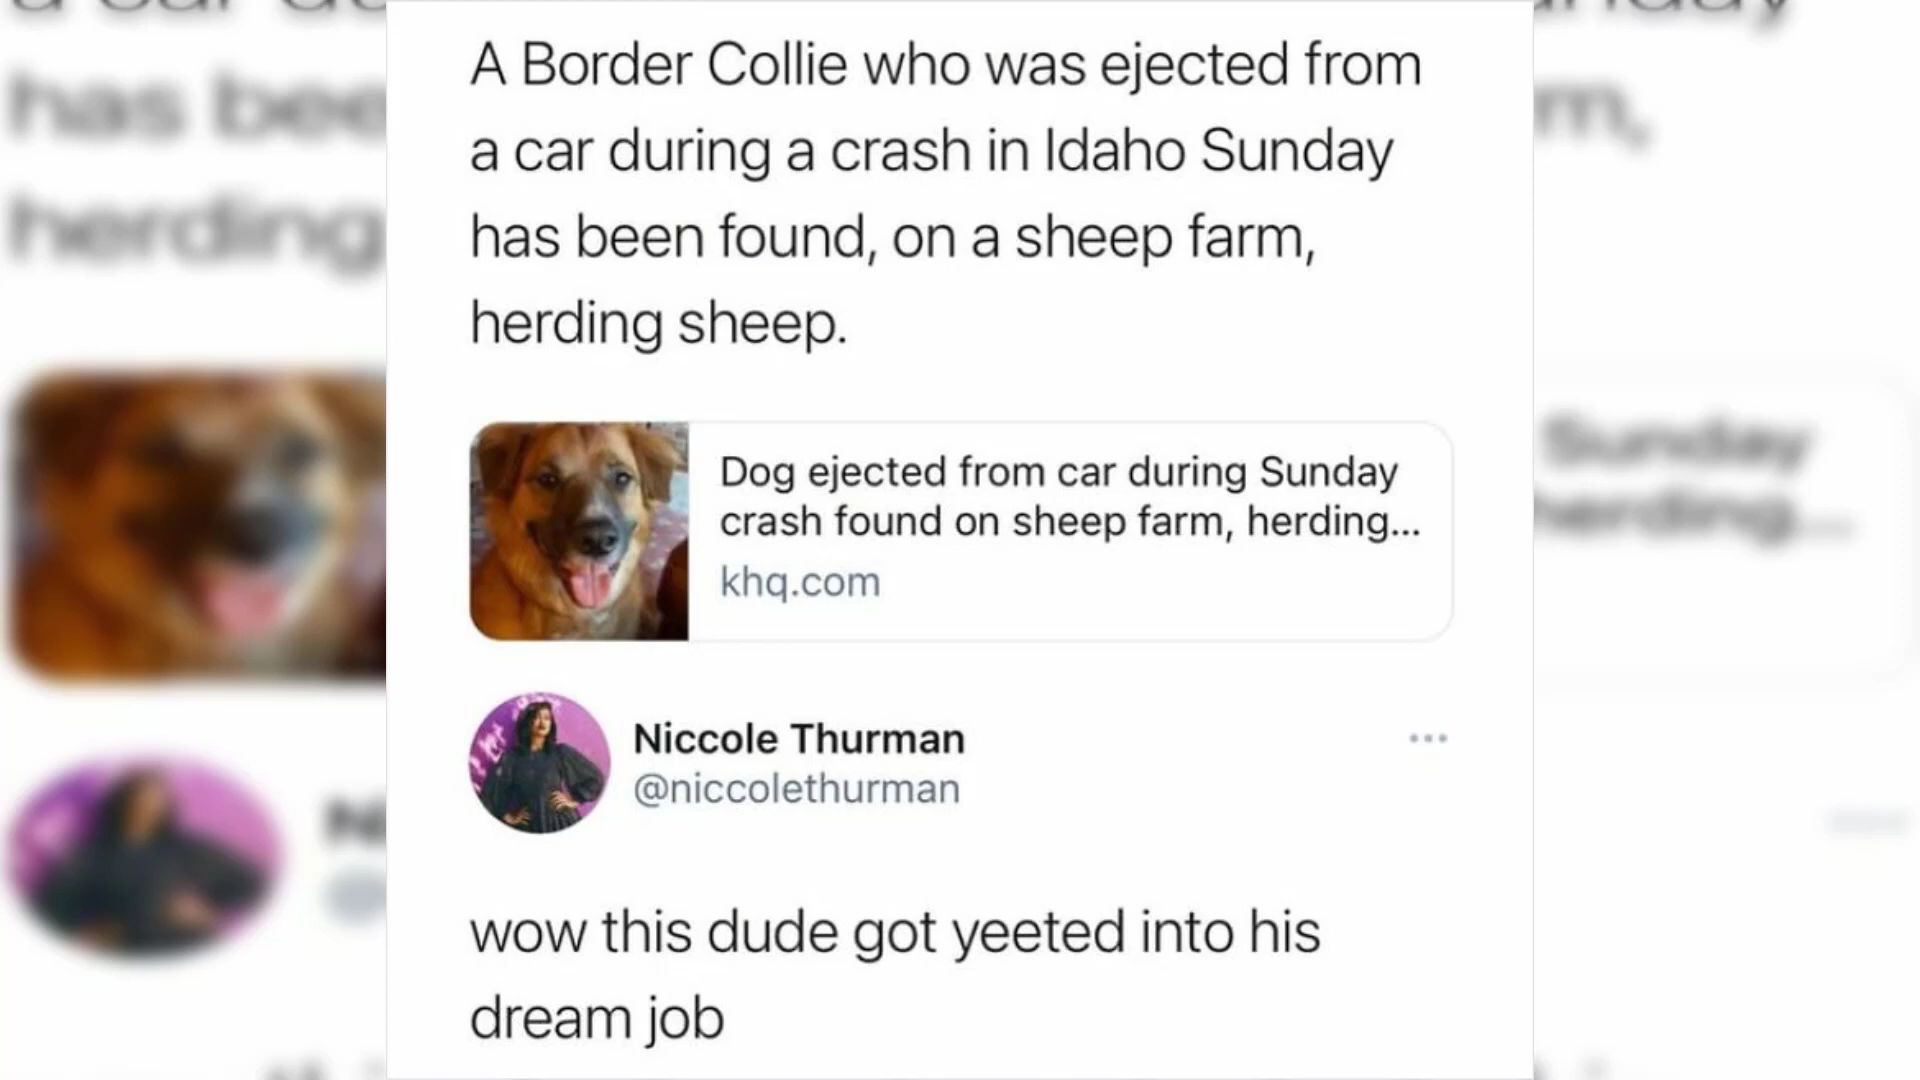 A Border Collie who was ejected from
a car during a crash in Idaho Sunday
has been found, on a sheep farm,
herding sheep.
Dog ejected from car during Sunday
crash found on sheep farm, herding...
khq.com
Niccole Thurman
@niccolethurman
wow this dude got yeeted into his
dream job